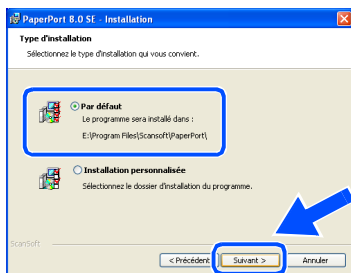 PaperPort 8.0 SE - Installation
Type d'installation
Sélectionnez le type d'installation qui vous convient.
Par défaut
Le programme sera installé dans :
E:\Program Files\Scansoft\PaperPort\
Installation personnalisée
Sélectionnez le dossier d'installation du programme.
ScanSoft
< Précédent Suivant > Annuler